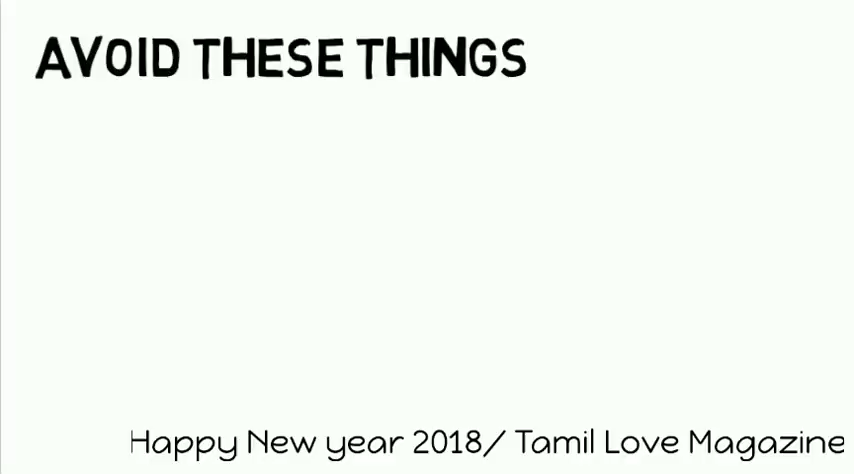 AVOID THESE THINGS
Happy New year 2018/ Tamil Love Magazine